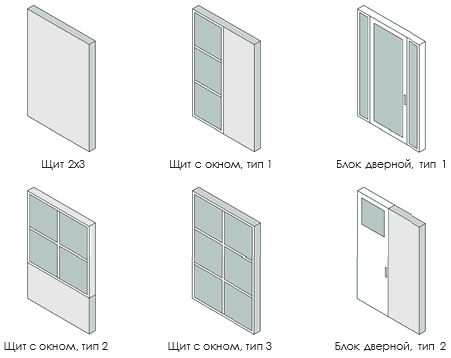 Щит 2х3
Щит с окном, тип 1
Блок дверной, тип 1
Щит с окном, тип 2
Щит с окном, тип 3
Блок дверной, тип 2